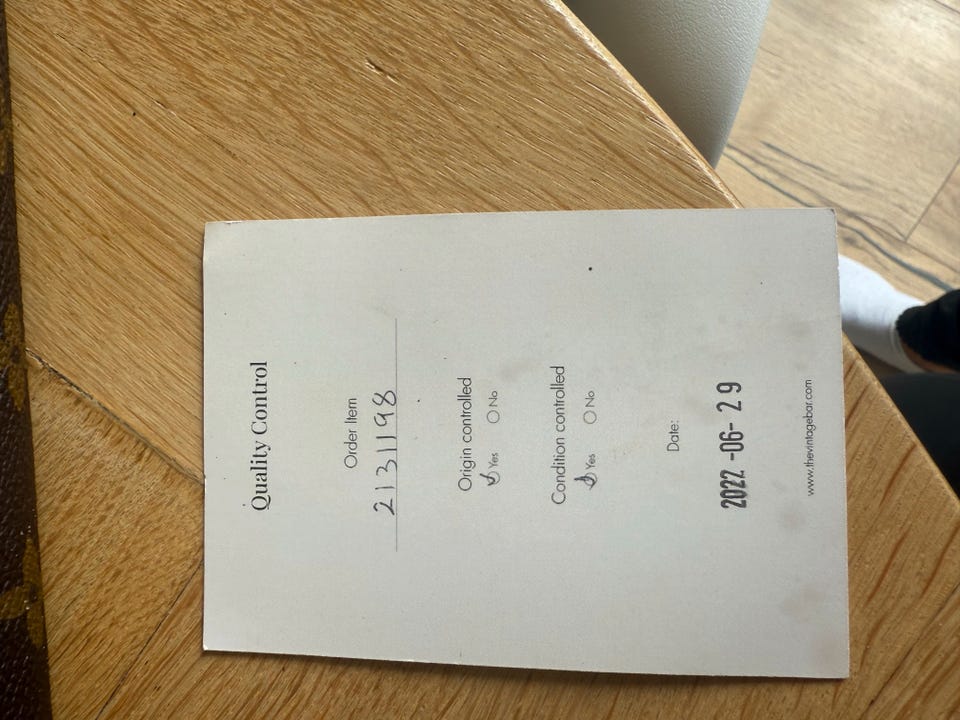 Quality Control
Order Item
2131198
Origin controlled
Yes No
Condition controlled
Yes No
Date:
2022 -06- 29
www.thevintagebar.com